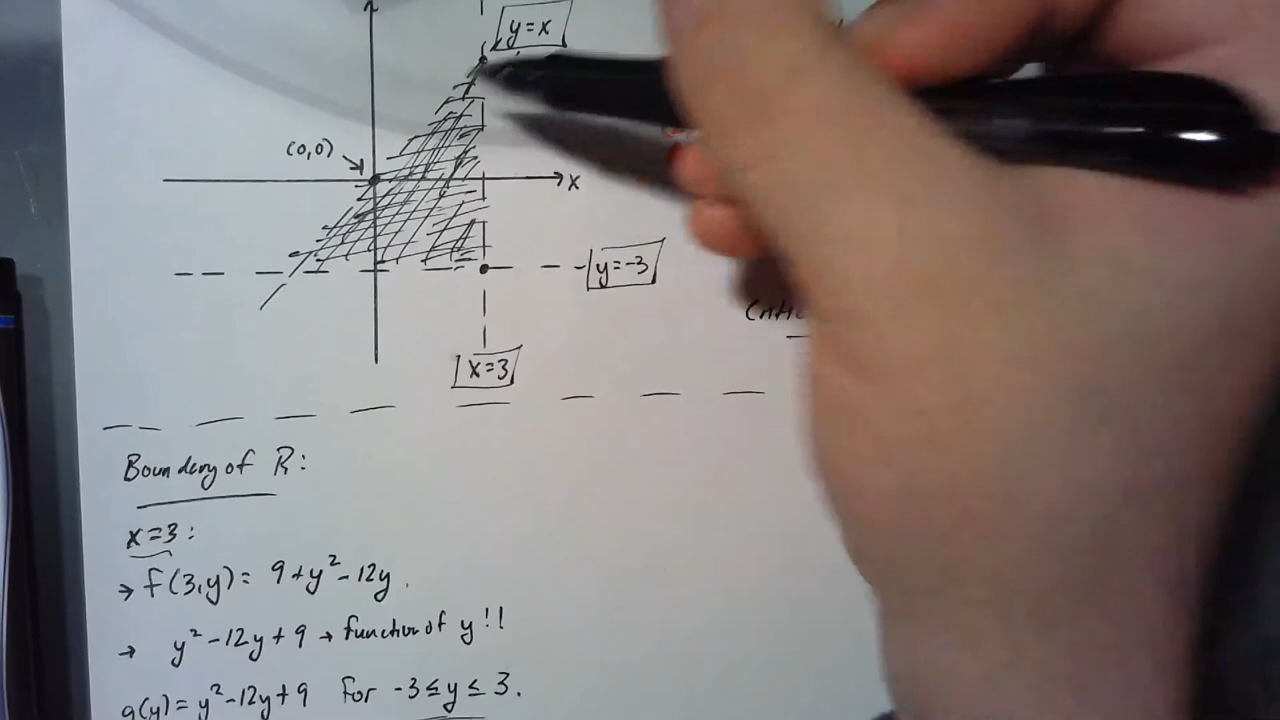 y=x
(0,0)
x
y=-3
x=3
Boundary of R:
x=3:
→ f(3,y) = 9+y²-12y.
→ y²-12y+9 → function of y!!
g(y) = y²-12y+9 for -3≤y≤3.